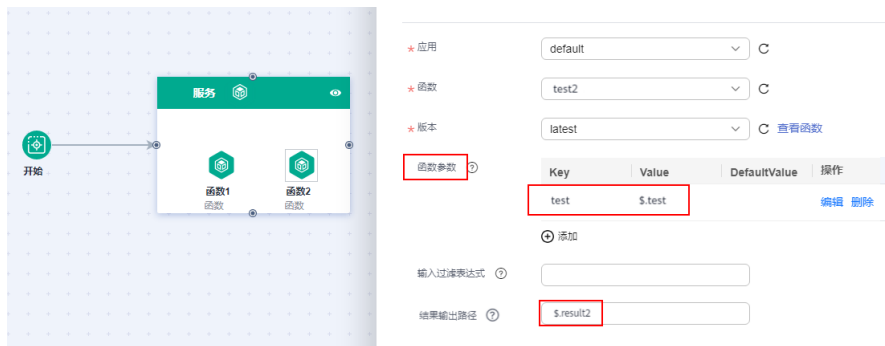 服务
开始
函数1
函数
函数2
函数
* 应用
default
* 函数
test2
* 版本
latest
查看函数
函数参数 ?
Key Value DefaultValue 操作
test $.test 编辑 删除
添加
输入过滤表达式 ?
结果输出路径 ?
$.result2